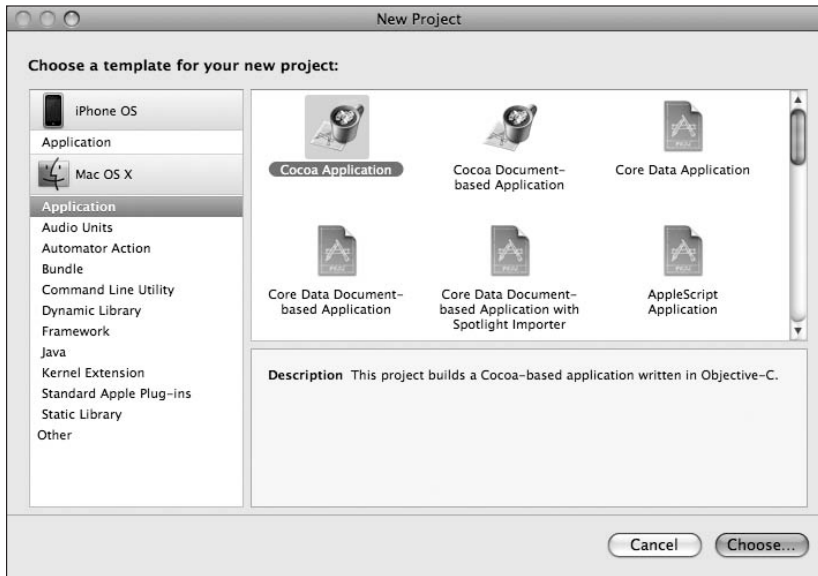 New Project
Choose a template for your new project:
iPhone OS
Application
Mac OS X
Application
Audio Units
Automator Action
Bundle
Command Line Utility
Dynamic Library
Framework
Java
Kernel Extension
Standard Apple Plug-ins
Static Library
Other
Cocoa Application
Cocoa Document-
based Application
Core Data Application
Core Data Document-
based Application
Core Data Document-
based Application with
Spotlight Importer
AppleScript
Application
Description This project builds a Cocoa-based application written in Objective-C.
Cancel
Choose...